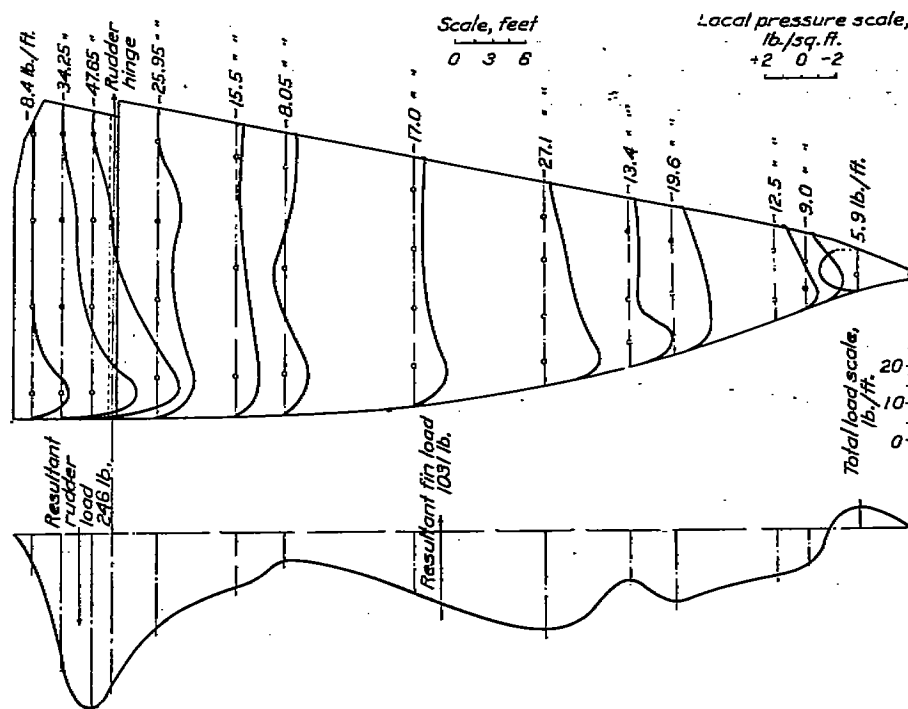 Scale, feet
0 3 6
Local pressure scale,
lb./sq.ft.
+2 0 -2
-8.4 lb./ft.
-34.25 " "
-47.85 "
Rudder
hinge
-25.95 " "
-15.5 " "
-8.05 " "
-17.0 " "
-27.1 " "
-13.4 " "
-19.6 " "
-12.5 " "
-9.0 " "
5.9 lb./ft.
Total load scale,
lb./ft.
20
10
0
Resultant
rudder
load
246 lb.
Resultant fin load
1031 lb.